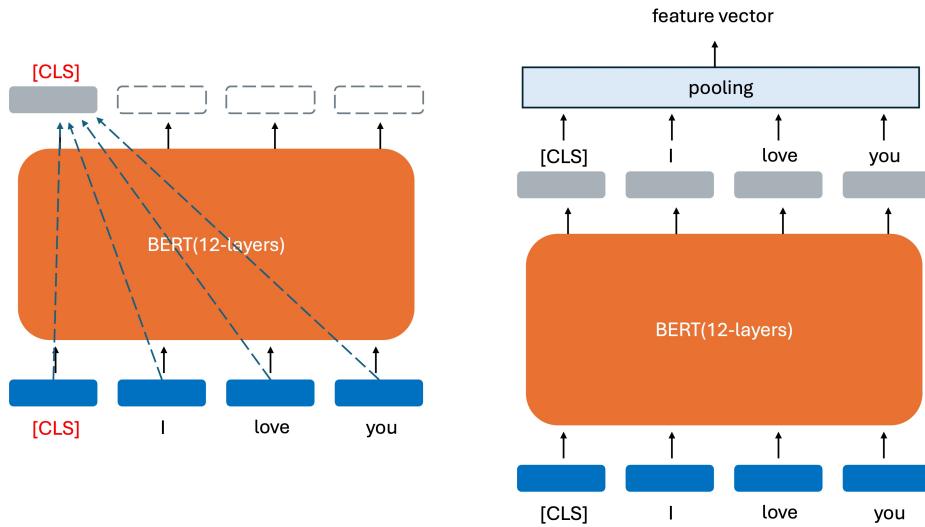 [CLS]
BERT(12-layers)
[CLS] I love you
feature vector
pooling
[CLS] I love you
BERT(12-layers)
[CLS] I love you